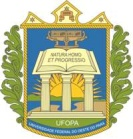 NATURA HOMO
ET PROGRESSIO
UFOPA
UNIVERSIDADE FEDERAL DO OESTE DO PARÁ